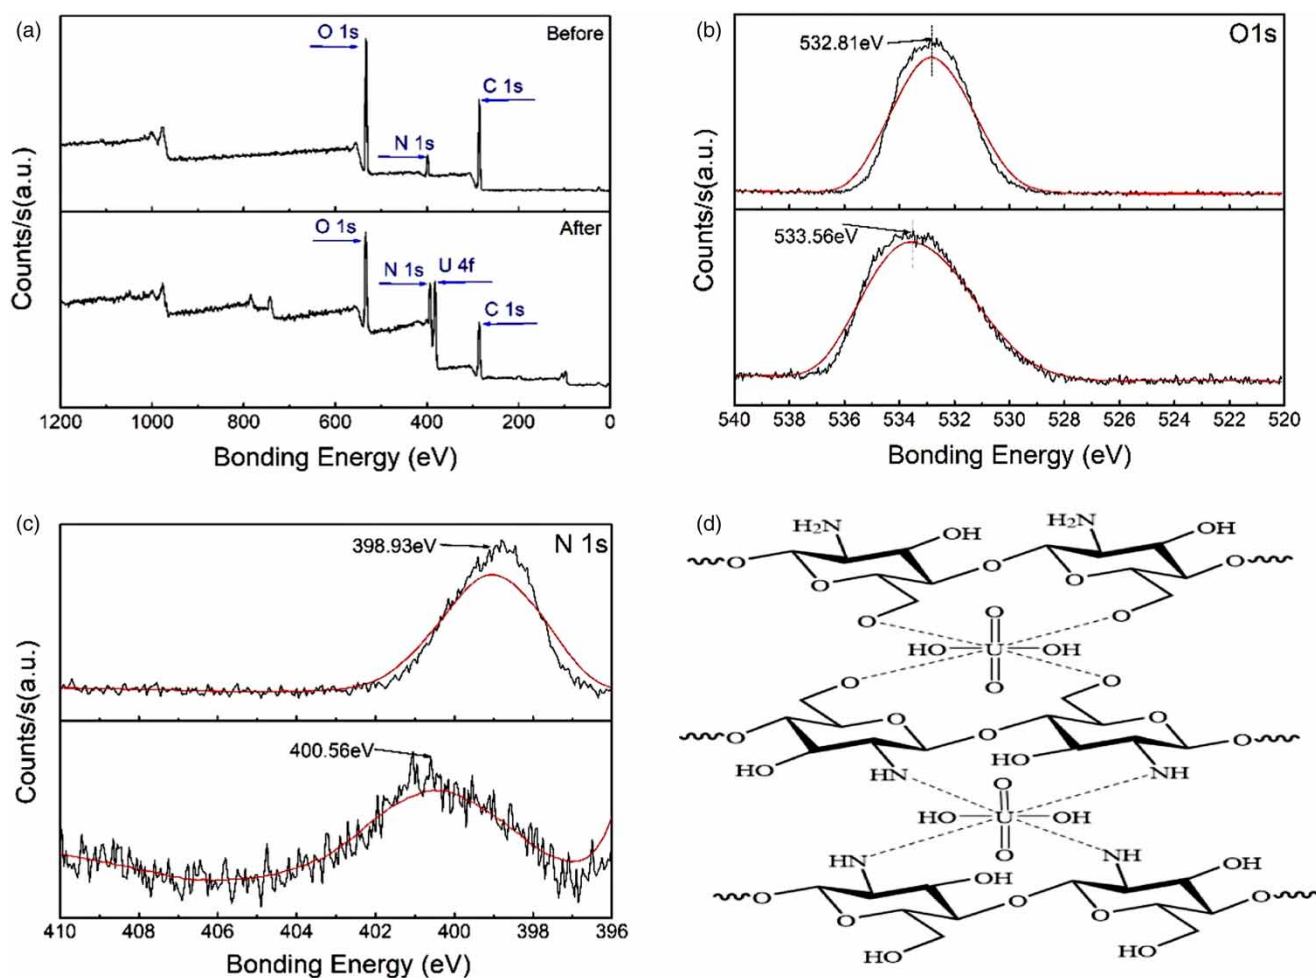 (a)
Before
O 1s
C 1s
N 1s
After
O 1s
N 1s
U 4f
C 1s
Counts/s(a.u.)
1200 1000 800 600 400 200 0
Bonding Energy (eV)
(b)
O1s
532.81eV
533.56eV
Counts/s(a.u.)
540 538 536 534 532 530 528 526 524 522 520
Bonding Energy (eV)
(c)
N 1s
398.93eV
400.56eV
Counts/s(a.u.)
410 408 406 404 402 400 398 396
Bonding Energy (eV)
(d)
H₂N OH H₂N OH
O O O
O O
O O O
HO U OH
O
O O
O O
O O O
HO HO
HN O NH
HO U OH
O
HN NH
OH OH
O O O
O O
HO HO